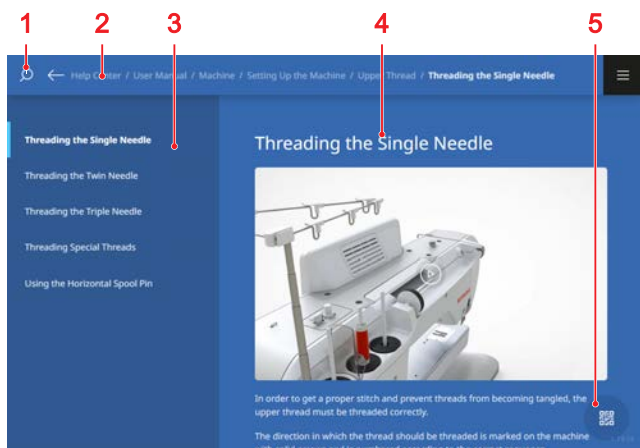 1 2 3 4 5
Help Center / User Manual / Machine / Setting Up the Machine / Upper Thread / Threading the Single Needle
Threading the Single Needle
Threading the Twin Needle
Threading the Triple Needle
Threading Special Threads
Using the Horizontal Spool Pin
Threading the Single Needle
In order to get a proper stitch and prevent threads from becoming tangled, the
upper thread must be threaded correctly.
The direction in which the thread should be threaded is marked on the machine